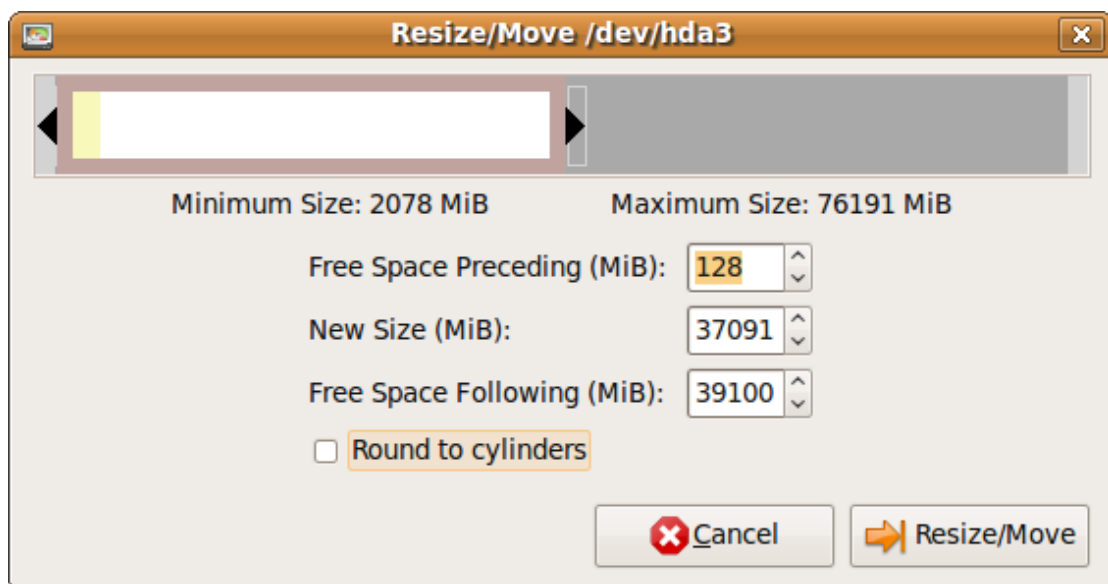 Resize/Move /dev/hda3
Minimum Size: 2078 MiB Maximum Size: 76191 MiB
Free Space Preceding (MiB): 128
New Size (MiB): 37091
Free Space Following (MiB): 39100
Round to cylinders
Cancel Resize/Move